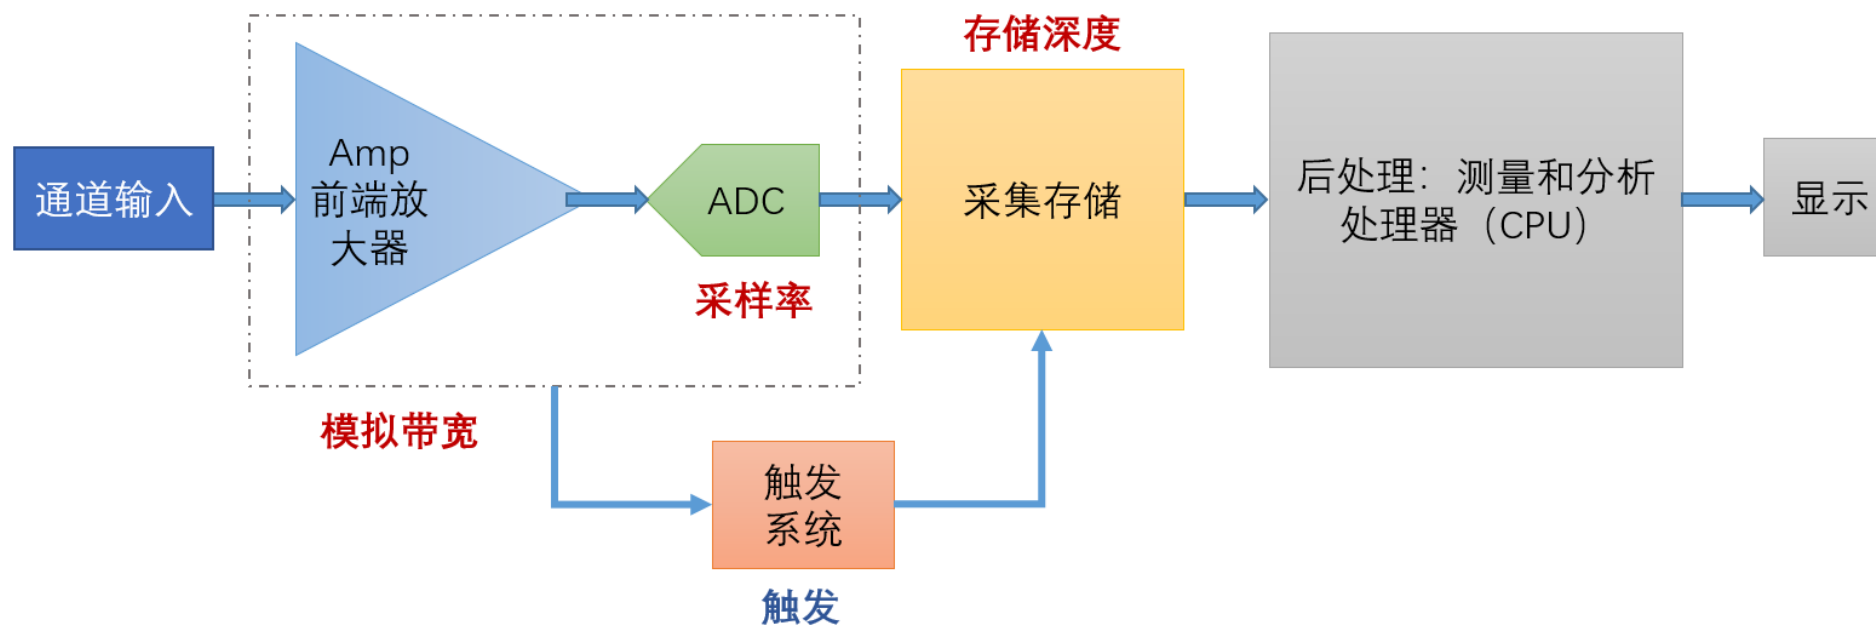 存储深度
通道输入
Amp
前端放
大器
ADC
采样率
采集存储
后处理：测量和分析
处理器（CPU）
显示
模拟带宽
触发
系统
触发